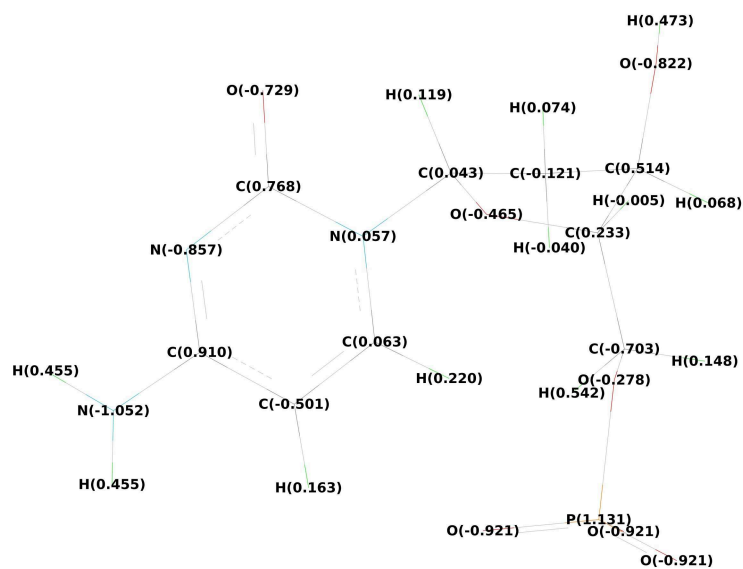 H(0.473)
O(-0.822)
O(-0.729)
H(0.119)
H(0.074)
C(0.043)
C(-0.121)
C(0.514)
C(0.768)
H(-0.005)
H(0.068)
O(-0.465)
N(0.057)
C(0.233)
N(-0.857)
H(-0.040)
C(0.910)
C(0.063)
C(-0.703)
H(0.148)
H(0.455)
H(0.220)
O(-0.278)
H(0.542)
N(-1.052)
C(-0.501)
H(0.455)
H(0.163)
P(1.131)
O(-0.921)
O(-0.921)
O(-0.921)